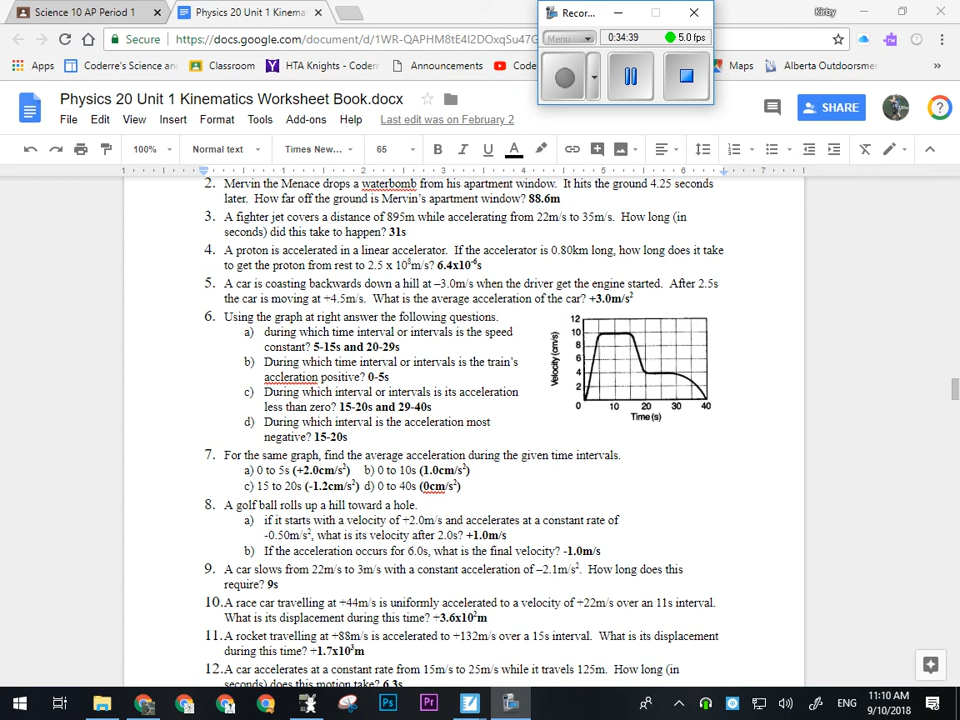 Science 10 AP Period 1
Physics 20 Unit 1 Kinema
Recor...
Kirby
Menu
0:34:39
5.0 fps
Secure
https://docs.google.com/document/d/1WR-QAPHM8tE4I2DOxqSu47G
Apps
Coderre's Science
Classroom
HTA Knights - Coderr
Announcements
Code
Maps
Alberta Outdoorsmer
»
Physics 20 Unit 1 Kinematics Worksheet Book.docx
SHARE
File Edit View Insert Format Tools Add-ons Help Last edit was on February 2
100% Normal text Times New... 65 B I U A
2. Mervin the Menace drops a waterbomb from his apartment window. It hits the ground 4.25 seconds
later. How far off the ground is Mervin's apartment window? 88.6m
3. A fighter jet covers a distance of 895m while accelerating from 22m/s to 35m/s. How long (in
seconds) did this take to happen? 31s
4. A proton is accelerated in a linear accelerator. If the accelerator is 0.80km long, how long does it take
to get the proton from rest to 2.5 x 10⁸m/s? 6.4x10⁻⁶s
5. A car is coasting backwards down a hill at –3.0m/s when the driver get the engine started. After 2.5s
the car is moving at +4.5m/s. What is the average acceleration of the car? +3.0m/s²
6. Using the graph at right answer the following questions.
a) during which time interval or intervals is the speed
constant? 5-15s and 20-29s
b) During which time interval or intervals is the train's
accleration positive? 0-5s
c) During which interval or intervals is its acceleration
less than zero? 15-20s and 29-40s
d) During which interval is the acceleration most
negative? 15-20s
Velocity (cm/s)
12
10
8
6
4
2
0 10 20 30 40
Time (s)
7. For the same graph, find the average acceleration during the given time intervals.
a) 0 to 5s (+2.0cm/s²) b) 0 to 10s (1.0cm/s²)
c) 15 to 20s (-1.2cm/s²) d) 0 to 40s (0cm/s²)
8. A golf ball rolls up a hill toward a hole.
a) if it starts with a velocity of +2.0m/s and accelerates at a constant rate of
-0.50m/s², what is its velocity after 2.0s? +1.0m/s
b) If the acceleration occurs for 6.0s, what is the final velocity? -1.0m/s
9. A car slows from 22m/s to 3m/s with a constant acceleration of –2.1m/s². How long does this
require? 9s
10. A race car travelling at +44m/s is uniformly accelerated to a velocity of +22m/s over an 11s interval.
What is its displacement during this time? +3.6x10²m
11. A rocket travelling at +88m/s is accelerated to +132m/s over a 15s interval. What is its displacement
during this time? +1.7x10³m
12. A car accelerates at a constant rate from 15m/s to 25m/s while it travels 125m. How long (in
seconds) does this motion take? 6.3s
Ps
Pr
ENG
11:10 AM
9/10/2018